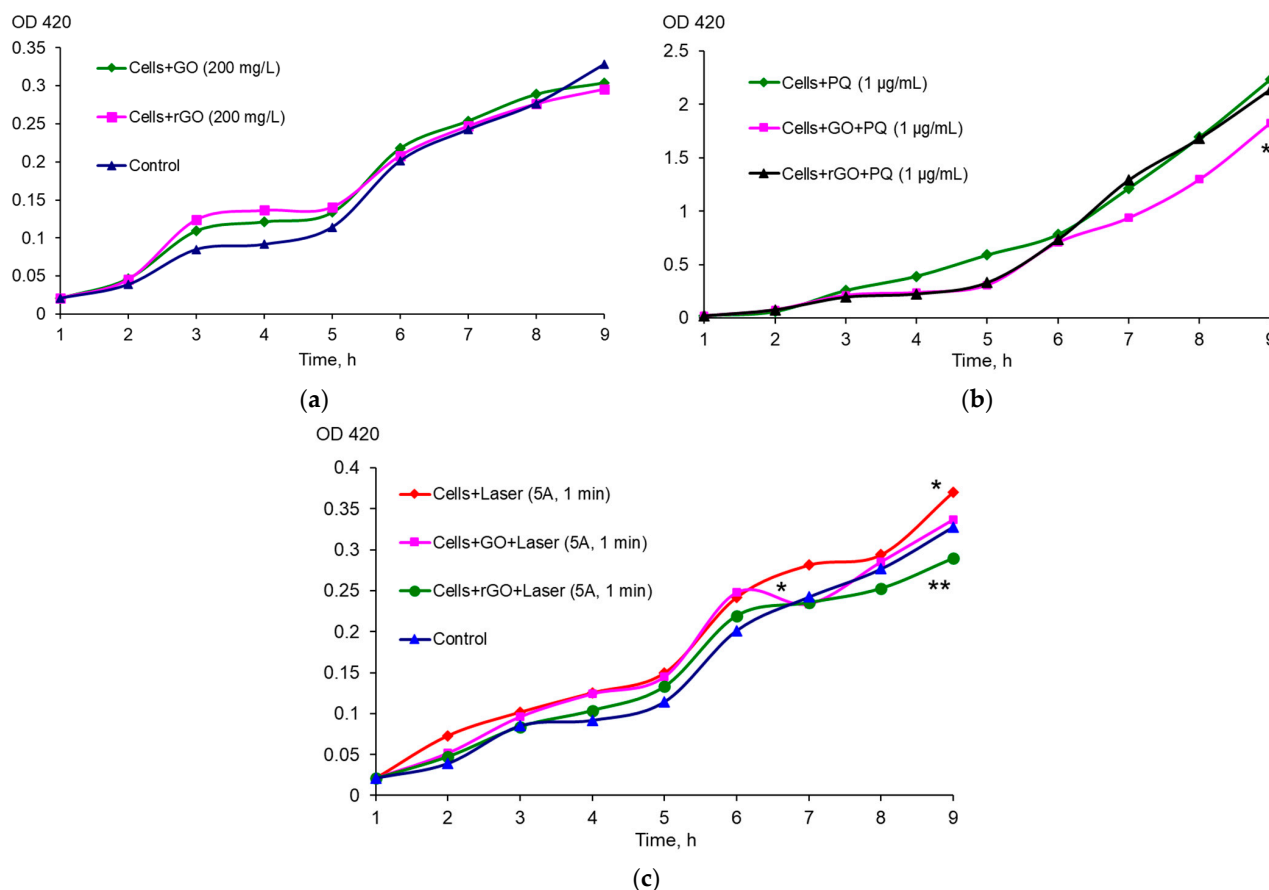 OD 420
0.35
0.3
0.25
0.2
0.15
0.1
0.05
0
Cells+GO (200 mg/L)
Cells+rGO (200 mg/L)
Control
1 2 3 4 5 6 7 8 9
Time, h
(a)
OD 420
2.5
2
1.5
1
0.5
0
Cells+PQ (1 µg/mL)
Cells+GO+PQ (1 µg/mL)
Cells+rGO+PQ (1 µg/mL)
*
1 2 3 4 5 6 7 8 9
Time, h
(b)
OD 420
0.4
0.35
0.3
0.25
0.2
0.15
0.1
0.05
0
Cells+Laser (5A, 1 min)
Cells+GO+Laser (5A, 1 min)
Cells+rGO+Laser (5A, 1 min)
Control
*
*
**
1 2 3 4 5 6 7 8 9
Time, h
(c)